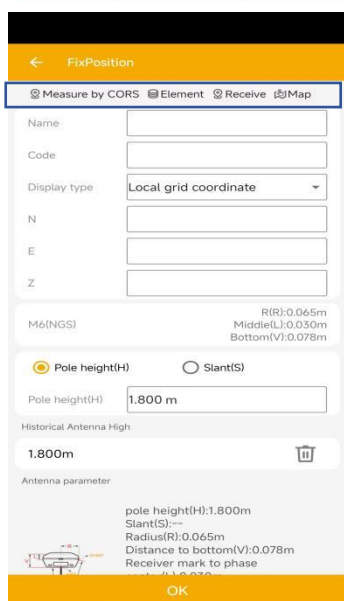 FixPosition
Measure by CORS Element Receive Map
Name
Code
Display type Local grid coordinate
N
E
Z
M6(NGS) R(R):0.065m
Middle(L):0.030m
Bottom(V):0.078m
Pole height(H) Slant(S)
Pole height(H) 1.800 m
Historical Antenna High
1.800m
Antenna parameter
pole height(H):1.800m
Slant(S):--
Radius(R):0.065m
Distance to bottom(V):0.078m
Receiver mark to phase
OK